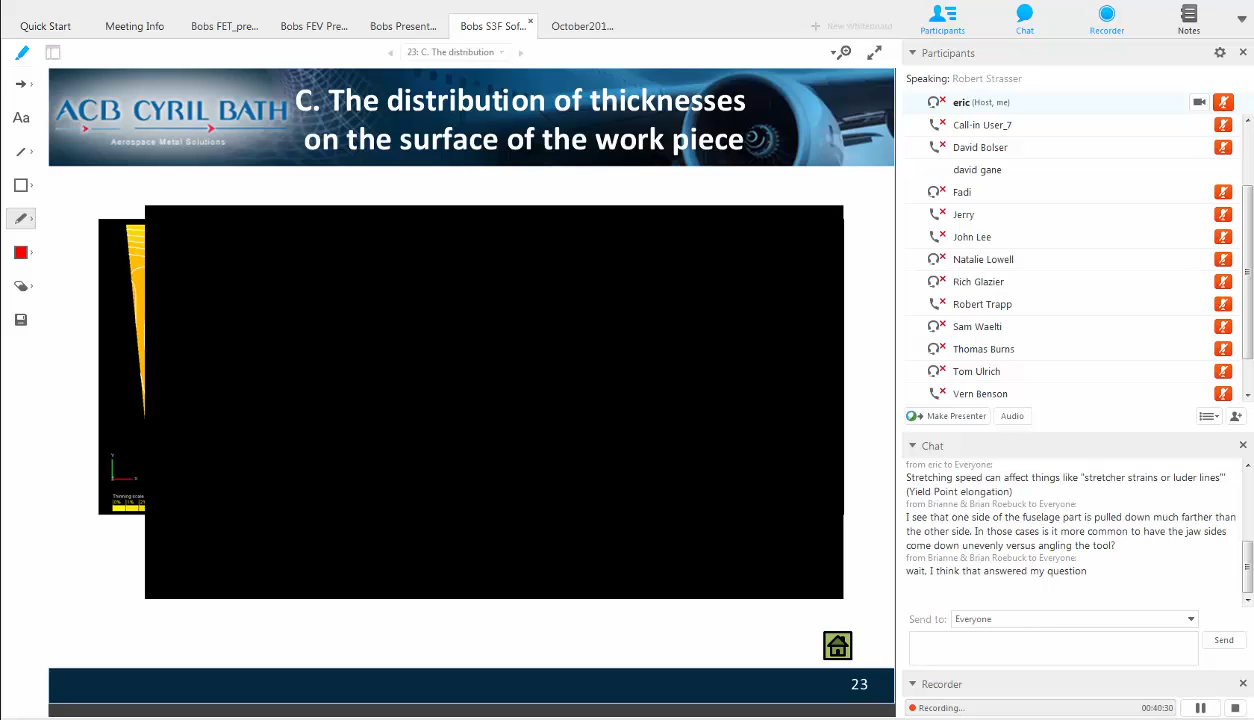 Quick Start
Meeting Info
Bobs FET_pre...
Bobs FEV Pre...
Bobs Present...
Bobs S3F Sof...
October201...
New Whiteboard
Participants
Chat
Recorder
Notes
23: C. The distribution
Aa
ACB CYRIL BATH
Aerospace Metal Solutions
C. The distribution of thicknesses
on the surface of the work piece
Y
X
Thinning scale
10% 11% 12%
23
Participants
Speaking: Robert Strasser
eric (Host, me)
Call-in User_7
David Bolser
david gane
Fadi
Jerry
John Lee
Natalie Lowell
Rich Glazier
Robert Trapp
Sam Waelti
Thomas Burns
Tom Ulrich
Vern Benson
Make Presenter
Audio
Chat
from eric to Everyone:
Stretching speed can affect things like "stretcher strains or luder lines'"
(Yield Point elongation)
from Brianne & Brian Roebuck to Everyone:
I see that one side of the fuselage part is pulled down much farther than
the other side. In those cases is it more common to have the jaw sides
come down unevenly versus angling the tool?
from Brianne & Brian Roebuck to Everyone:
wait. I think that answered my question
Send to:
Everyone
Send
Recorder
Recording...
00:40:30